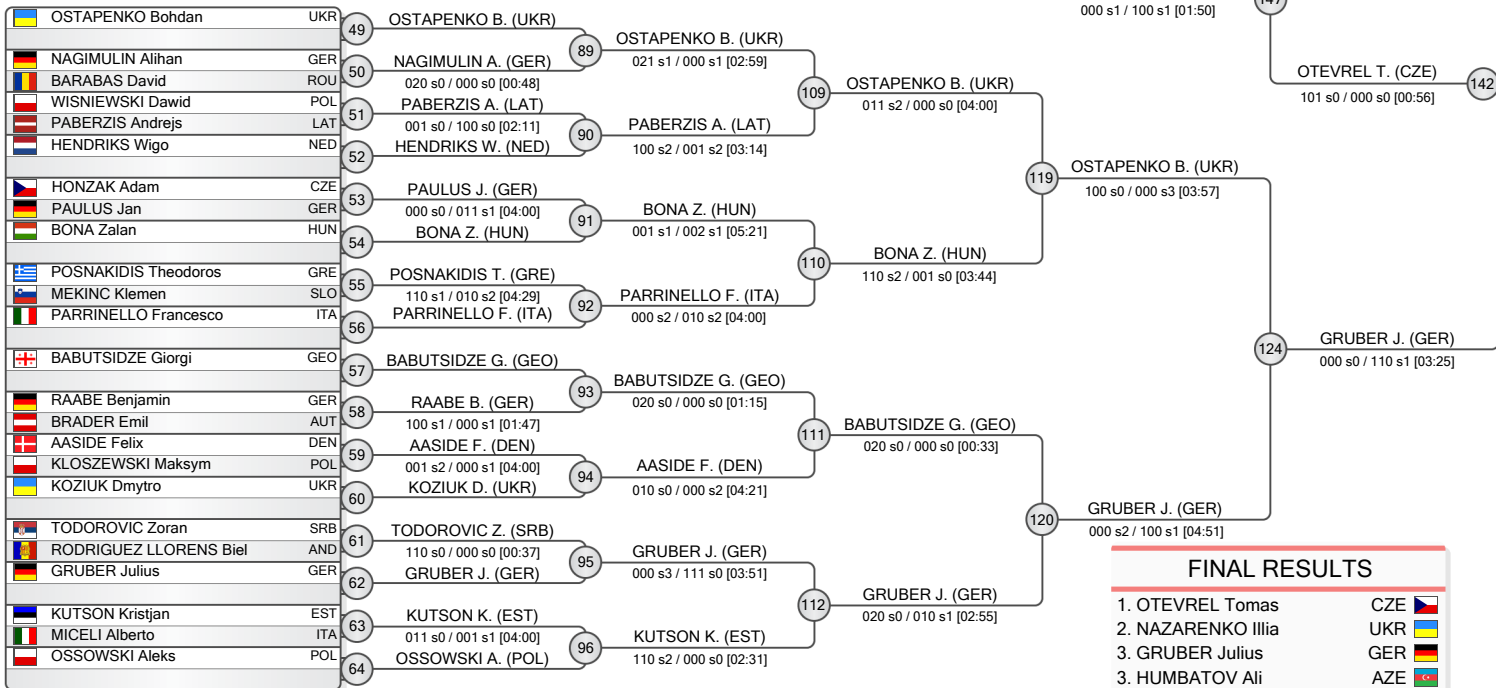 OSTAPENKO Bohdan UKR
NAGIMULIN Alihan GER
BARABAS David ROU
WISNIEWSKI Dawid POL
PABERZIS Andrejs LAT
HENDRIKS Wigo NED
HONZAK Adam CZE
PAULUS Jan GER
BONA Zalan HUN
POSNAKIDIS Theodoros GRE
MEKINC Klemen SLO
PARRINELLO Francesco ITA
BABUTSIDZE Giorgi GEO
RAABE Benjamin GER
BRADER Emil AUT
AASIDE Felix DEN
KLOSZEWSKI Maksym POL
KOZIUK Dmytro UKR
TODOROVIC Zoran SRB
RODRIGUEZ LLORENS Biel AND
GRUBER Julius GER
KUTSON Kristjan EST
MICELI Alberto ITA
OSSOWSKI Aleks POL
49
50
51
52
53
54
55
56
57
58
59
60
61
62
63
64
OSTAPENKO B. (UKR)
NAGIMULIN A. (GER)
020 s0 / 000 s0 [00:48]
PABERZIS A. (LAT)
001 s0 / 100 s0 [02:11]
HENDRIKS W. (NED)
PAULUS J. (GER)
000 s0 / 011 s1 [04:00]
BONA Z. (HUN)
POSNAKIDIS T. (GRE)
110 s1 / 010 s2 [04:29]
PARRINELLO F. (ITA)
BABUTSIDZE G. (GEO)
RAABE B. (GER)
100 s1 / 000 s1 [01:47]
AASIDE F. (DEN)
001 s2 / 000 s1 [04:00]
KOZIUK D. (UKR)
TODOROVIC Z. (SRB)
110 s0 / 000 s0 [00:37]
GRUBER J. (GER)
KUTSON K. (EST)
011 s0 / 001 s1 [04:00]
OSSOWSKI A. (POL)
89
90
91
92
93
94
95
96
OSTAPENKO B. (UKR)
021 s1 / 000 s1 [02:59]
PABERZIS A. (LAT)
100 s2 / 001 s2 [03:14]
BONA Z. (HUN)
001 s1 / 002 s1 [05:21]
PARRINELLO F. (ITA)
000 s2 / 010 s2 [04:00]
BABUTSIDZE G. (GEO)
020 s0 / 000 s0 [01:15]
AASIDE F. (DEN)
010 s0 / 000 s2 [04:21]
GRUBER J. (GER)
000 s3 / 111 s0 [03:51]
KUTSON K. (EST)
110 s2 / 000 s0 [02:31]
109
110
111
112
OSTAPENKO B. (UKR)
011 s2 / 000 s0 [04:00]
BONA Z. (HUN)
110 s2 / 001 s0 [03:44]
BABUTSIDZE G. (GEO)
020 s0 / 000 s0 [00:33]
GRUBER J. (GER)
020 s0 / 010 s1 [02:55]
119
120
OSTAPENKO B. (UKR)
100 s0 / 000 s3 [03:57]
GRUBER J. (GER)
000 s2 / 100 s1 [04:51]
124
GRUBER J. (GER)
000 s0 / 110 s1 [03:25]
000 s1 / 100 s1 [01:50]
OTEVREL T. (CZE)
101 s0 / 000 s0 [00:56]
142
FINAL RESULTS
1. OTEVREL Tomas CZE
2. NAZARENKO Illia UKR
3. GRUBER Julius GER
3. HUMBATOV Ali AZE